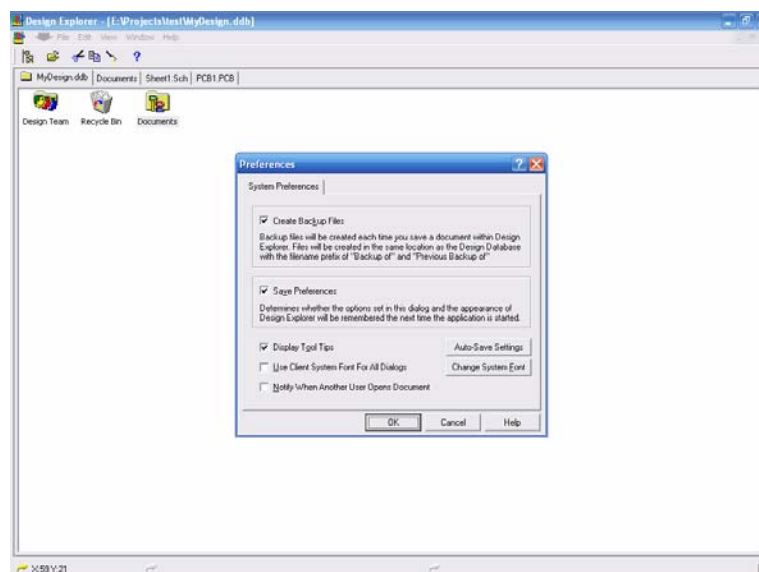 Design Explorer - [E:\Projects\test\MyDesign.ddb]
File Edit View Window Help
MyDesign.ddb Documents Sheet1.Sch PCB1.PCB
Design Team Recycle Bin Documents
Preferences
System Preferences
Create Backup Files
Backup files will be created each time you save a document within Design
Explorer. Files will be created in the same location as the Design Database
with the filename prefix of "Backup of" and "Previous Backup of"
Save Preferences
Determines whether the options set in this dialog and the appearance of
Design Explorer will be remembered the next time the application is started.
Display Tool Tips Auto-Save Settings
Use Client System Font For All Dialogs Change System Font
Notify When Another User Opens Document
OK Cancel Help
X:59 Y:21